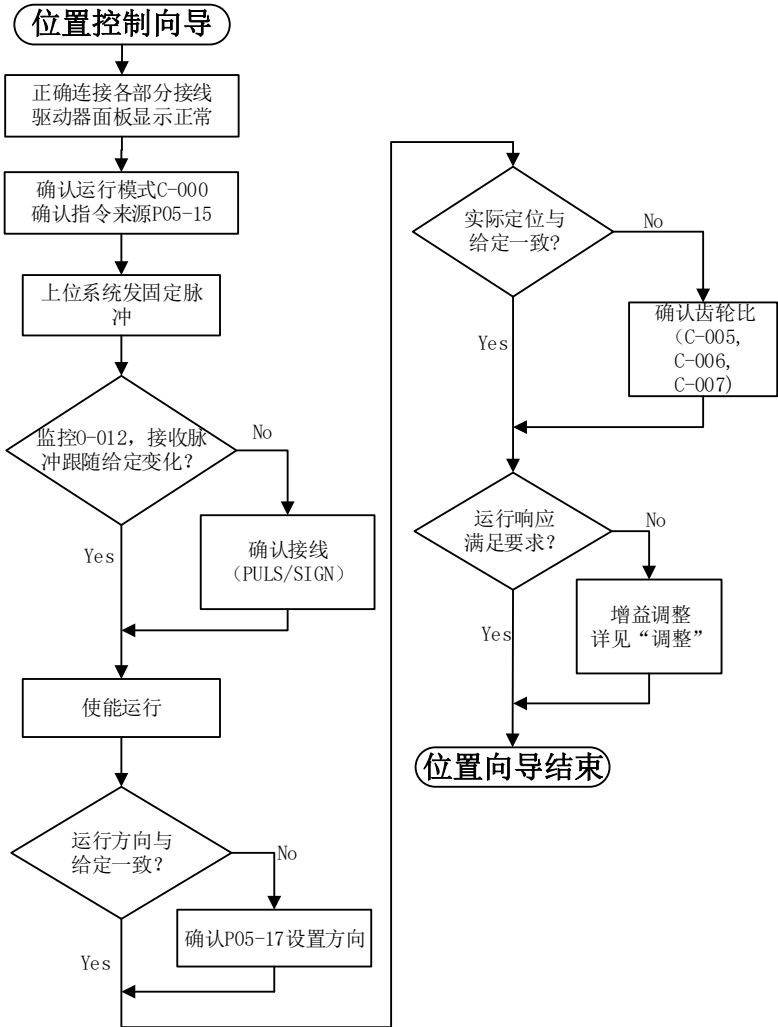 位置控制向导
正确连接各部分接线
驱动器面板显示正常
确认运行模式C-000
确认指令来源P05-15
上位系统发固定脉
冲
监控O-012，接收脉
冲跟随给定变化?
No
Yes
确认接线
（PULS/SIGN）
使能运行
运行方向与
给定一致?
No
Yes
确认P05-17设置方向
实际定位与
给定一致?
No
Yes
确认齿轮比
（C-005,
C-006,
C-007)
运行响应
满足要求?
No
Yes
增益调整
详见“调整”
位置向导结束